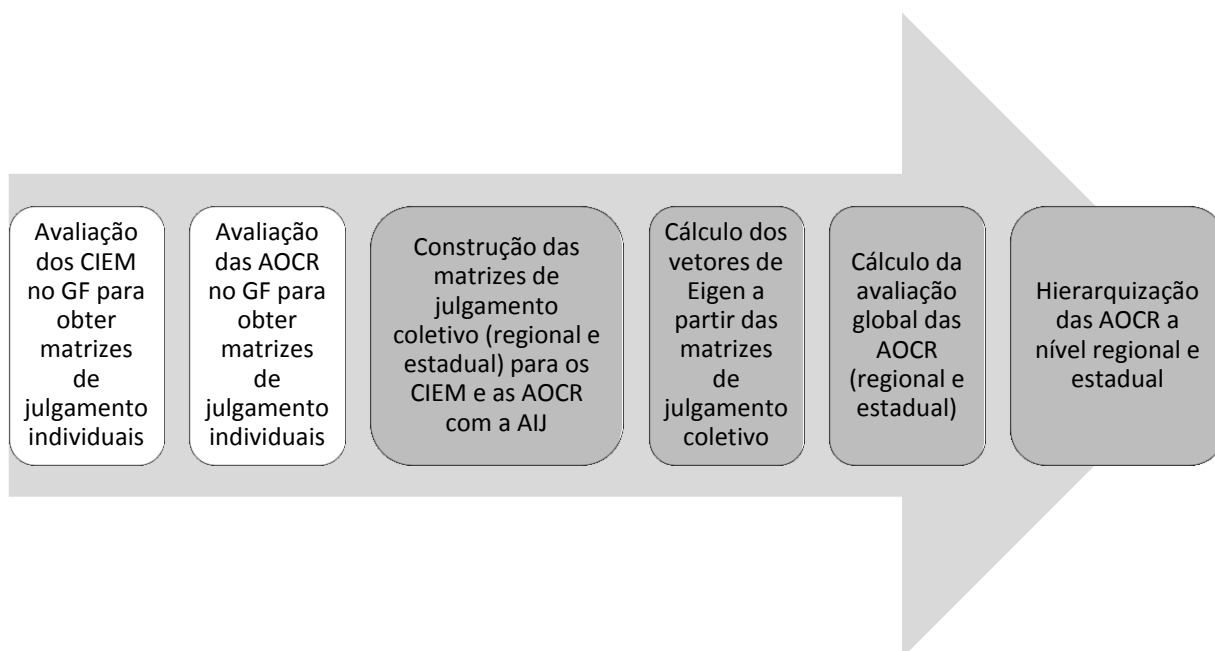 Avaliação
dos CIEM
no GF para
obter
matrizes
de
julgamento
individuais
Avaliação
das AOCR
no GF para
obter
matrizes
de
julgamento
individuais
Construção das
matrizes de
julgamento
coletivo (regional e
estadual) para os
CIEM e as AOCR
com a AIJ
Cálculo dos
vetores de
Eigen a
partir das
matrizes
de
julgamento
coletivo
Cálculo da
avaliação
global das
AOCR
(regional e
estadual)
Hierarquização
das AOCR a
nível regional e
estadual